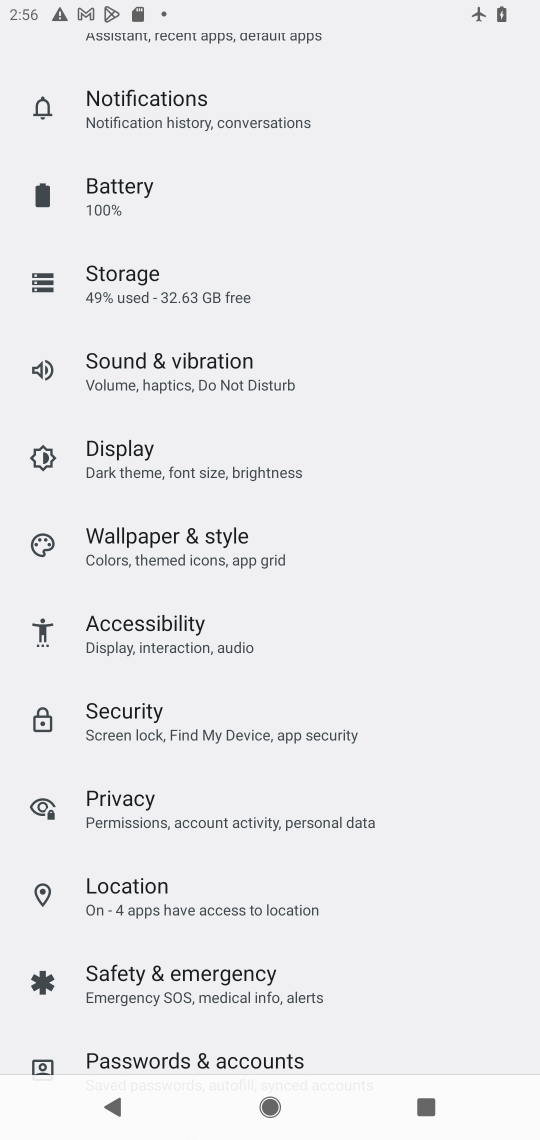 2:56
Assistant, recent apps, default apps
Notifications
Notification history, conversations
Battery
100%
Storage
49% used - 32.63 GB free
Sound & vibration
Volume, haptics, Do Not Disturb
Display
Dark theme, font size, brightness
Wallpaper & style
Colors, themed icons, app grid
Accessibility
Display, interaction, audio
Security
Screen lock, Find My Device, app security
Privacy
Permissions, account activity, personal data
Location
On - 4 apps have access to location
Safety & emergency
Emergency SOS, medical info, alerts
Passwords & accounts
Saved passwords, autofill, synced accounts